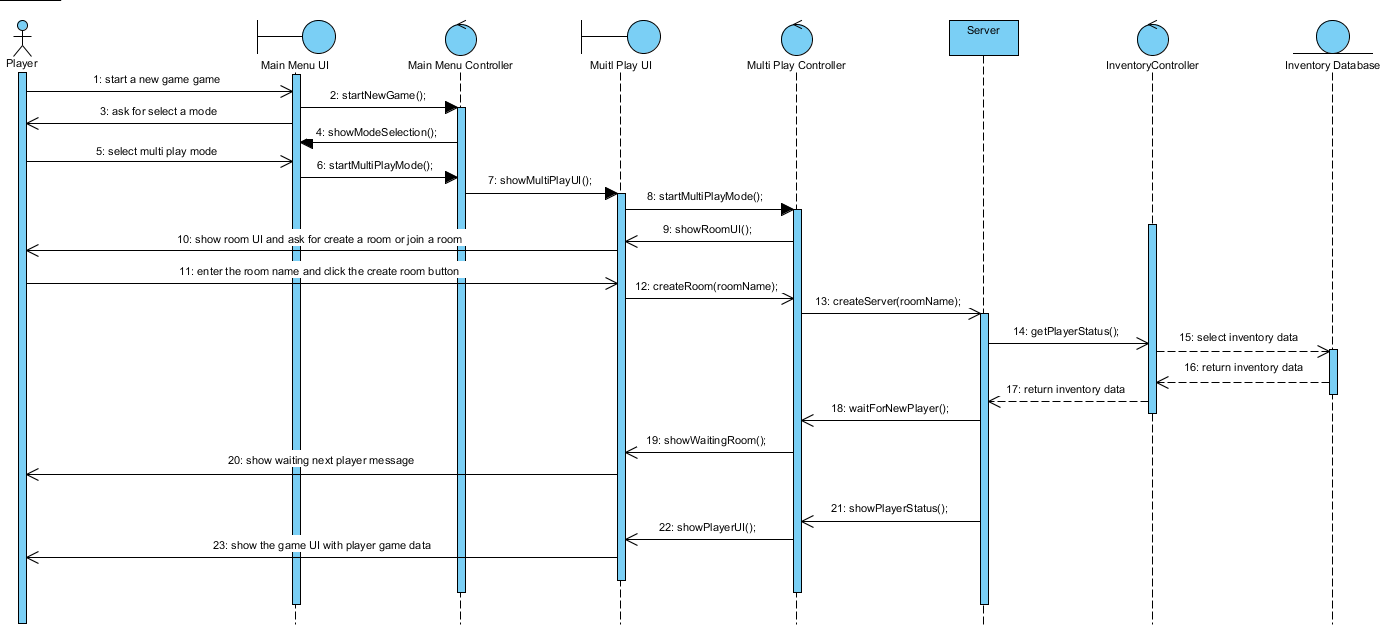 Player
Main Menu UI
Main Menu Controller
Muitl Play UI
Multi Play Controller
Server
InventoryController
Inventory Database
1: start a new game game
2: startNewGame();
3: ask for select a mode
4: showModeSelection();
5: select multi play mode
6: startMultiPlayMode();
7: showMultiPlayUI();
8: startMultiPlayMode();
9: showRoomUI();
10: show room UI and ask for create a room or join a room
11: enter the room name and click the create room button
12: createRoom(roomName);
13: createServer(roomName);
14: getPlayerStatus();
15: select inventory data
16: return inventory data
17: return inventory data
18: waitForNewPlayer();
19: showWaitingRoom();
20: show waiting next player message
21: showPlayerStatus();
22: showPlayerUI();
23: show the game UI with player game data